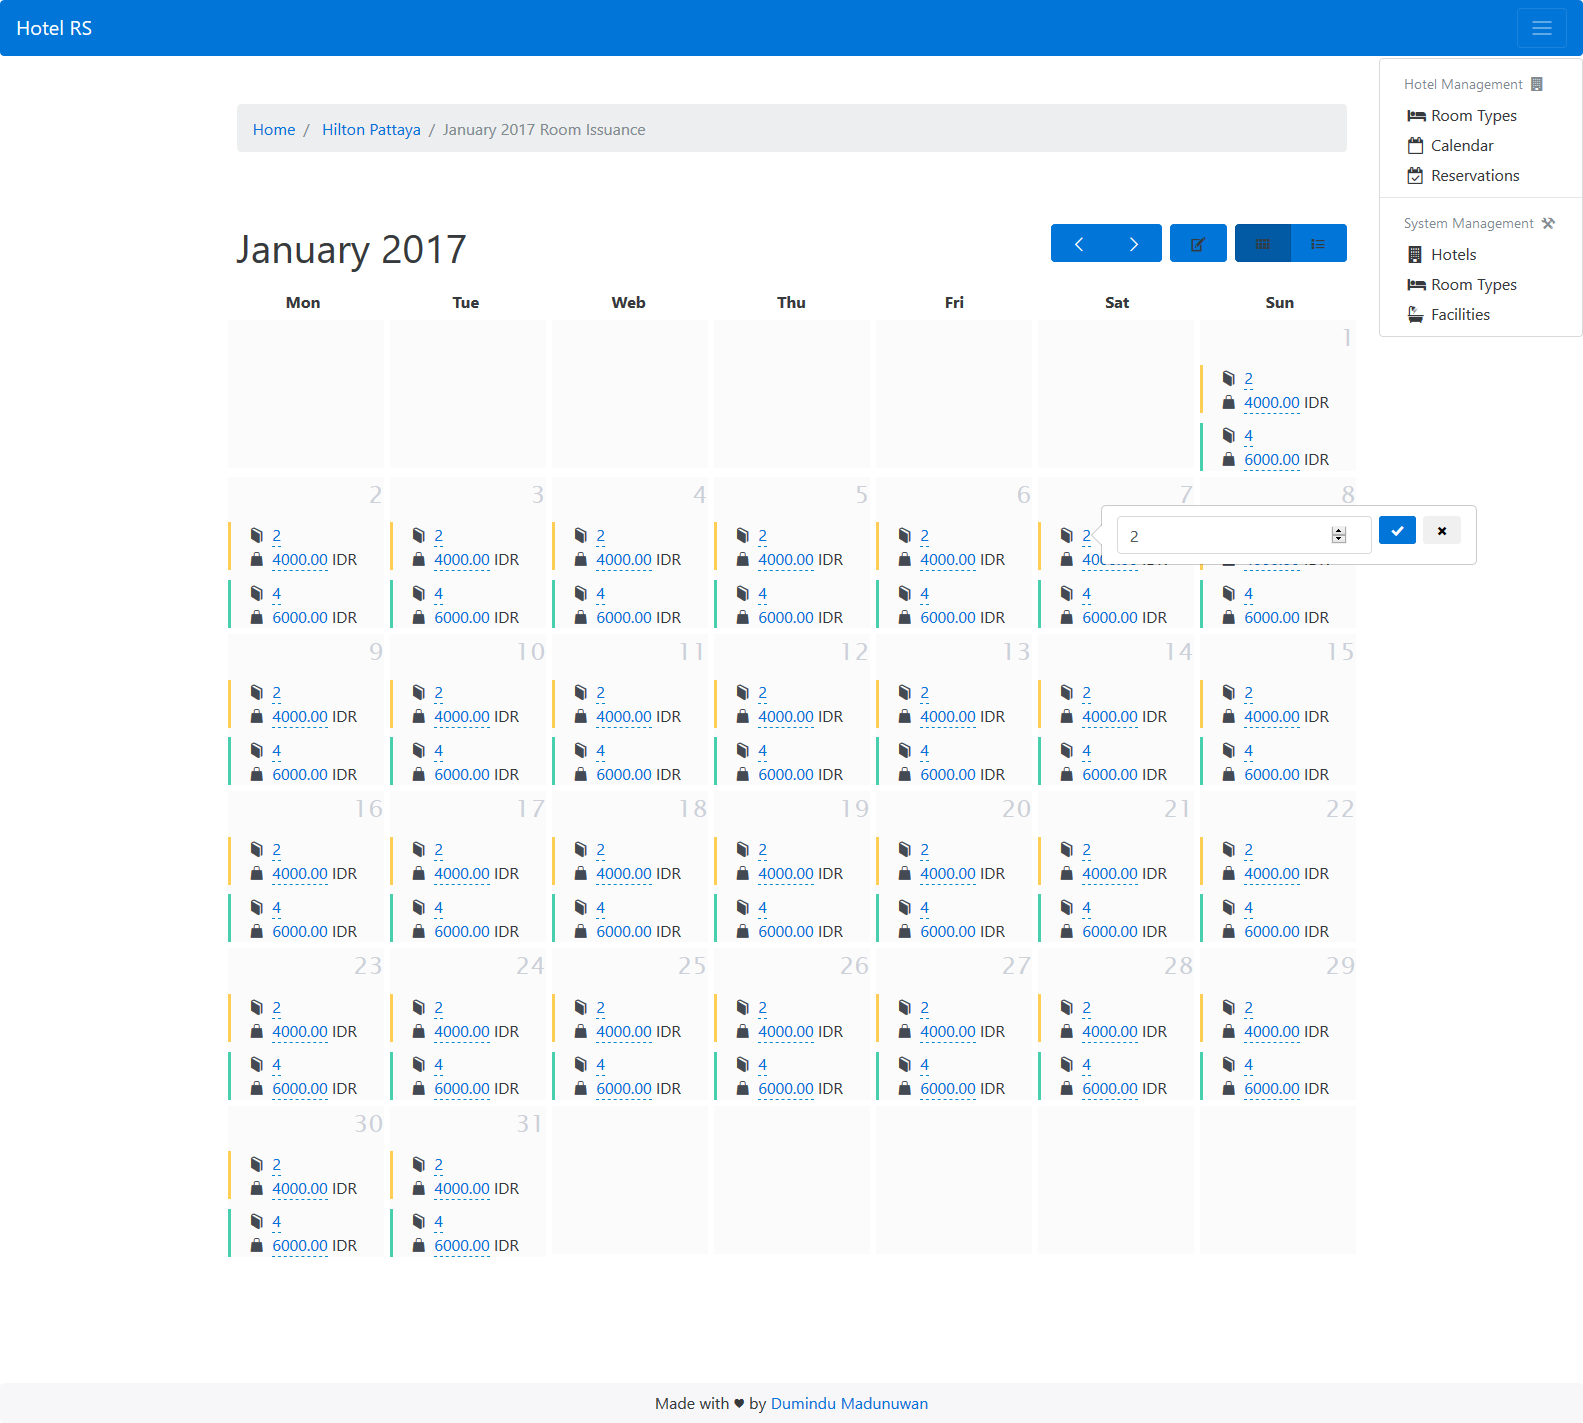 Hotel RS
Hotel Management
Room Types
Calendar
Reservations
System Management
Hotels
Room Types
Facilities
Home / Hilton Pattaya / January 2017 Room Issuance
January 2017
Mon Tue Web Thu Fri Sat Sun
1
2
4000.00 IDR
4
6000.00 IDR
2 3 4 5 6 7 8
2 2 2 2 2 2 2
4000.00 IDR 4000.00 IDR 4000.00 IDR 4000.00 IDR 4000.00 IDR
4 4 4 4 4 4 4
6000.00 IDR 6000.00 IDR 6000.00 IDR 6000.00 IDR 6000.00 IDR 6000.00 IDR 6000.00 IDR
9 10 11 12 13 14 15
2 2 2 2 2 2 2
4000.00 IDR 4000.00 IDR 4000.00 IDR 4000.00 IDR 4000.00 IDR 4000.00 IDR 4000.00 IDR
4 4 4 4 4 4 4
6000.00 IDR 6000.00 IDR 6000.00 IDR 6000.00 IDR 6000.00 IDR 6000.00 IDR 6000.00 IDR
16 17 18 19 20 21 22
2 2 2 2 2 2 2
4000.00 IDR 4000.00 IDR 4000.00 IDR 4000.00 IDR 4000.00 IDR 4000.00 IDR 4000.00 IDR
4 4 4 4 4 4 4
6000.00 IDR 6000.00 IDR 6000.00 IDR 6000.00 IDR 6000.00 IDR 6000.00 IDR 6000.00 IDR
23 24 25 26 27 28 29
2 2 2 2 2 2 2
4000.00 IDR 4000.00 IDR 4000.00 IDR 4000.00 IDR 4000.00 IDR 4000.00 IDR 4000.00 IDR
4 4 4 4 4 4 4
6000.00 IDR 6000.00 IDR 6000.00 IDR 6000.00 IDR 6000.00 IDR 6000.00 IDR 6000.00 IDR
30 31
2 2
4000.00 IDR 4000.00 IDR
4 4
6000.00 IDR 6000.00 IDR
Made with ♥ by Dumindu Madunuwan